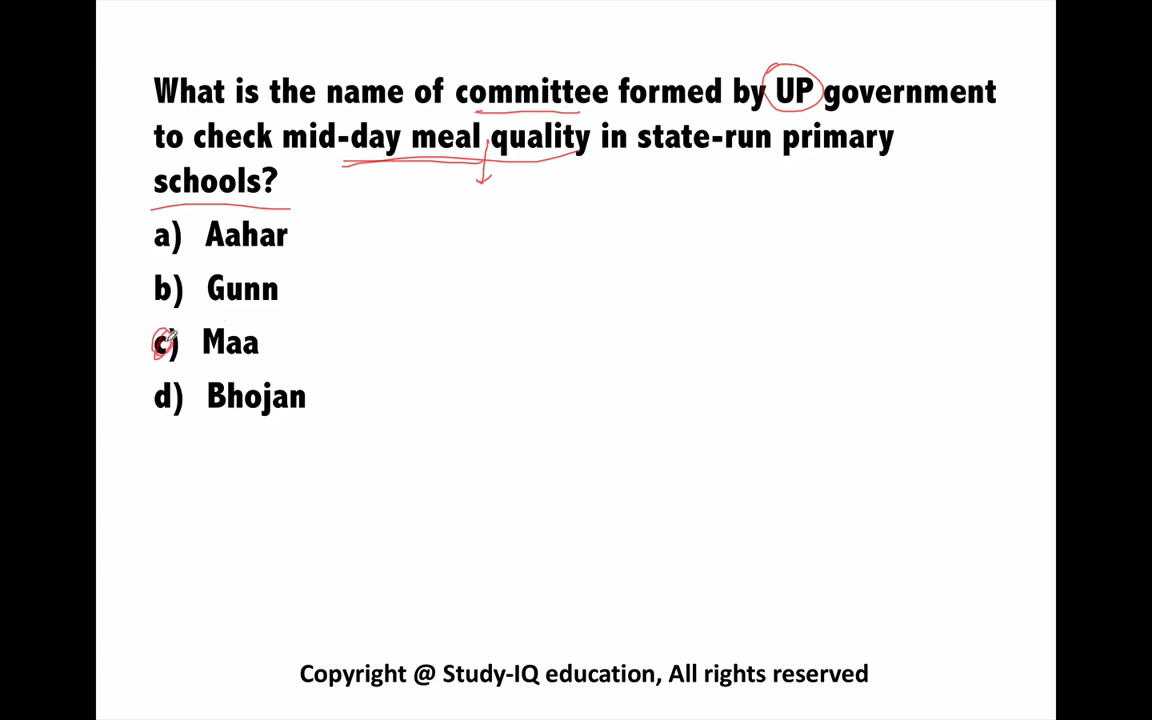 What is the name of committee formed by UP government
to check mid-day meal quality in state-run primary
schools?
a) Aahar
b) Gunn
c) Maa
d) Bhojan
Copyright @ Study-IQ education, All rights reserved